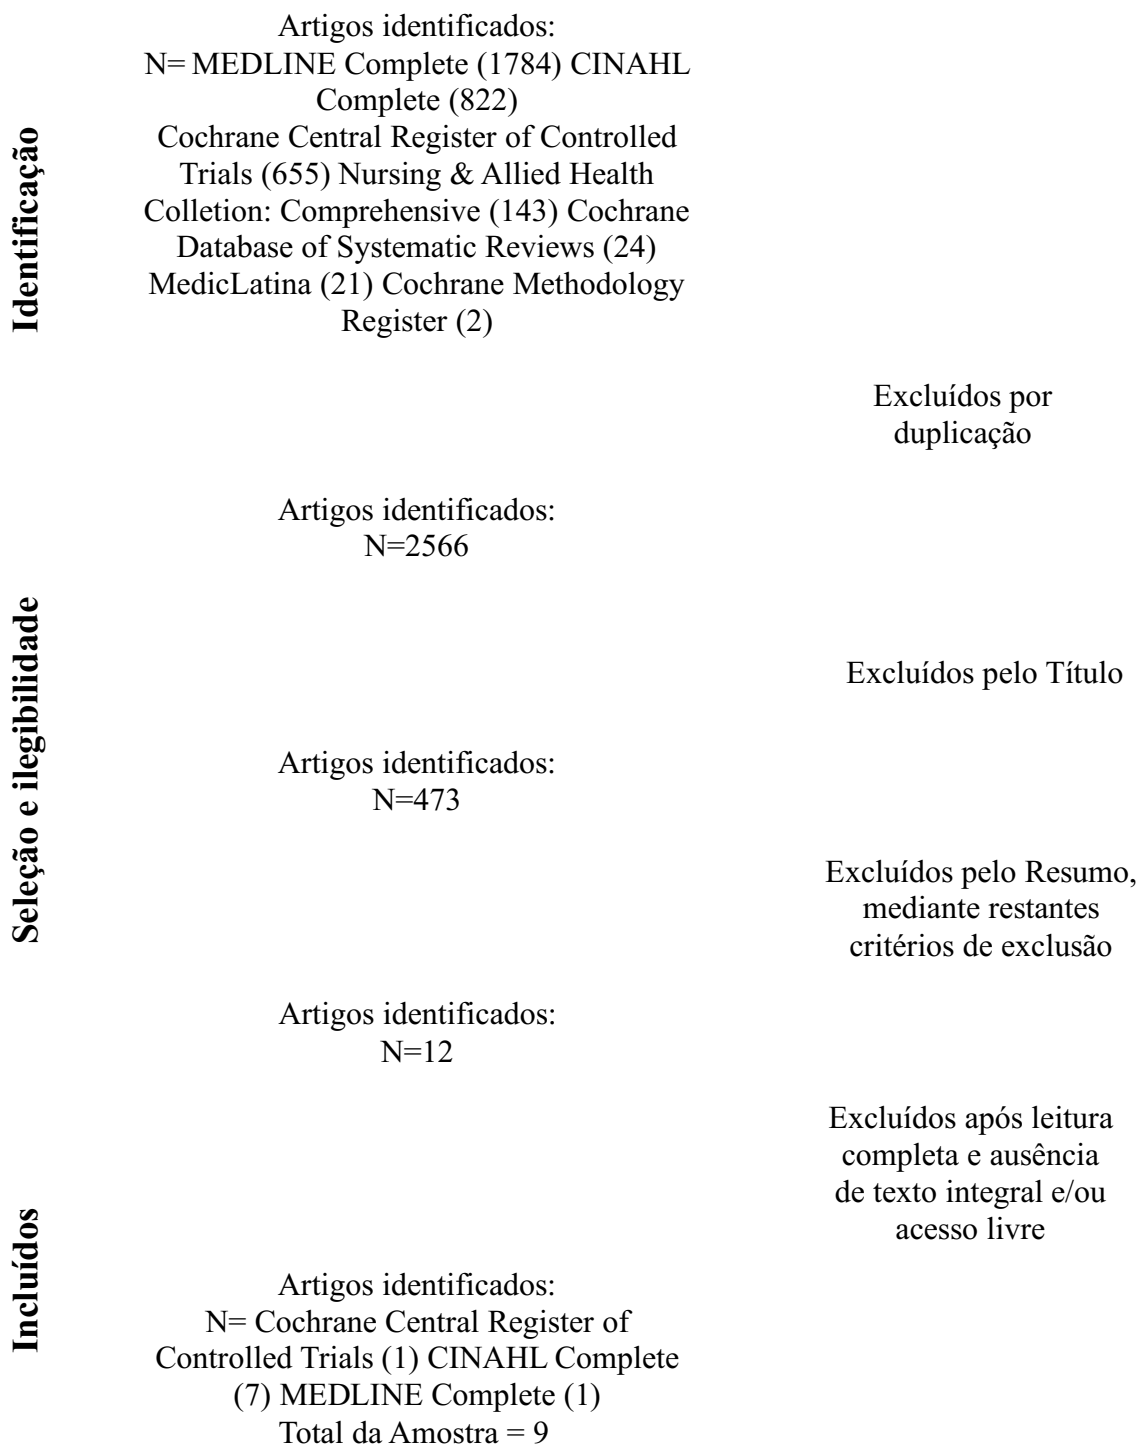 Identificação
Artigos identificados:
N= MEDLINE Complete (1784) CINAHL
Complete (822)
Cochrane Central Register of Controlled
Trials (655) Nursing & Allied Health
Colletion: Comprehensive (143) Cochrane
Database of Systematic Reviews (24)
MedicLatina (21) Cochrane Methodology
Register (2)
Excluídos por
duplicação
Seleção e ilegibilidade
Artigos identificados:
N=2566
Excluídos pelo Título
Artigos identificados:
N=473
Excluídos pelo Resumo,
mediante restantes
critérios de exclusão
Artigos identificados:
N=12
Excluídos após leitura
completa e ausência
de texto integral e/ou
acesso livre
Incluídos
Artigos identificados:
N= Cochrane Central Register of
Controlled Trials (1) CINAHL Complete
(7) MEDLINE Complete (1)
Total da Amostra = 9